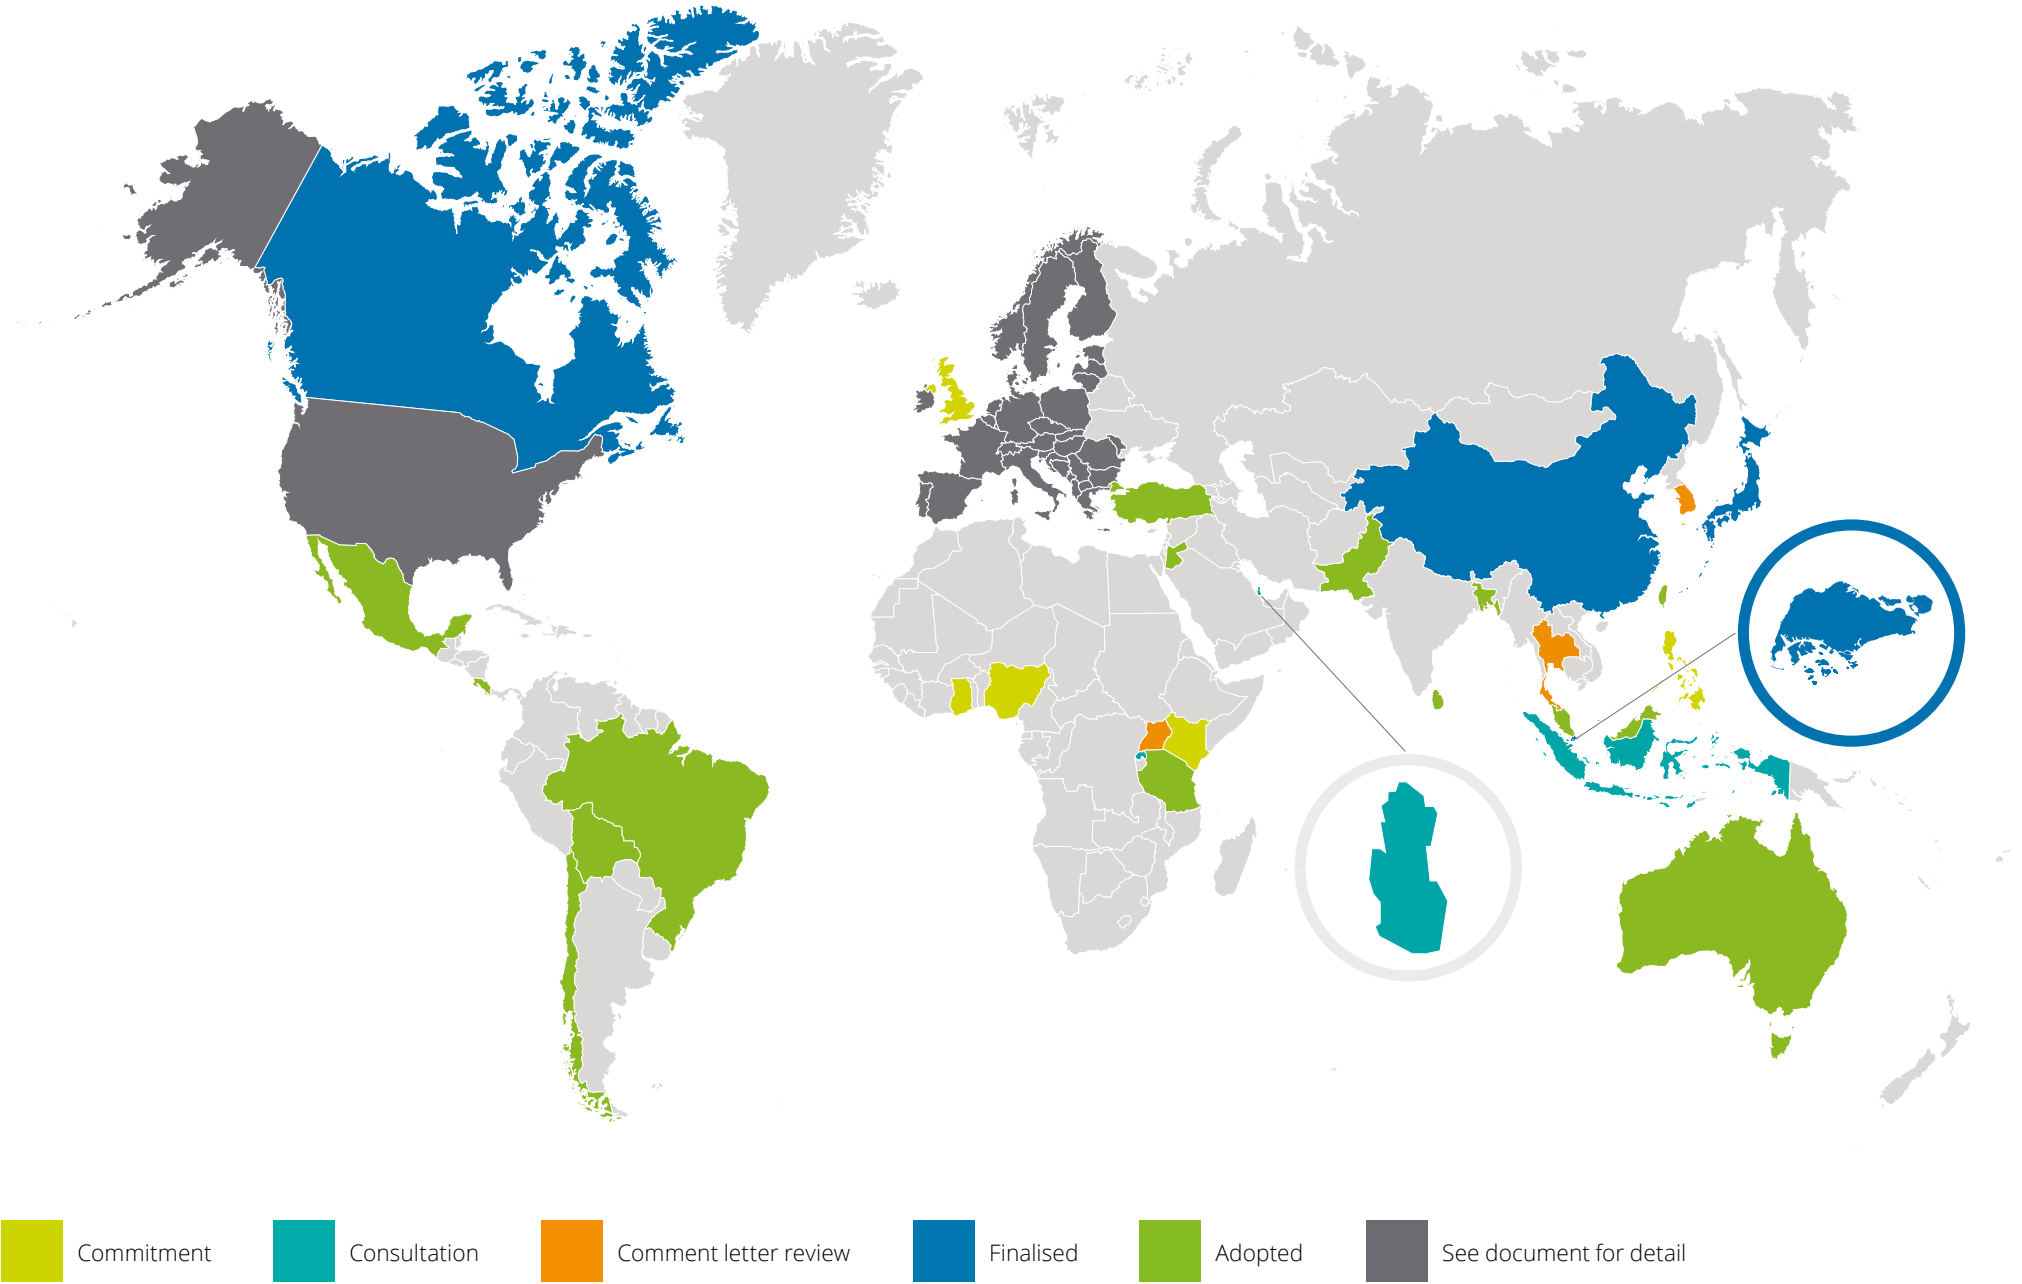 Commitment
Consultation
Comment letter review
Finalised
Adopted
See document for detail